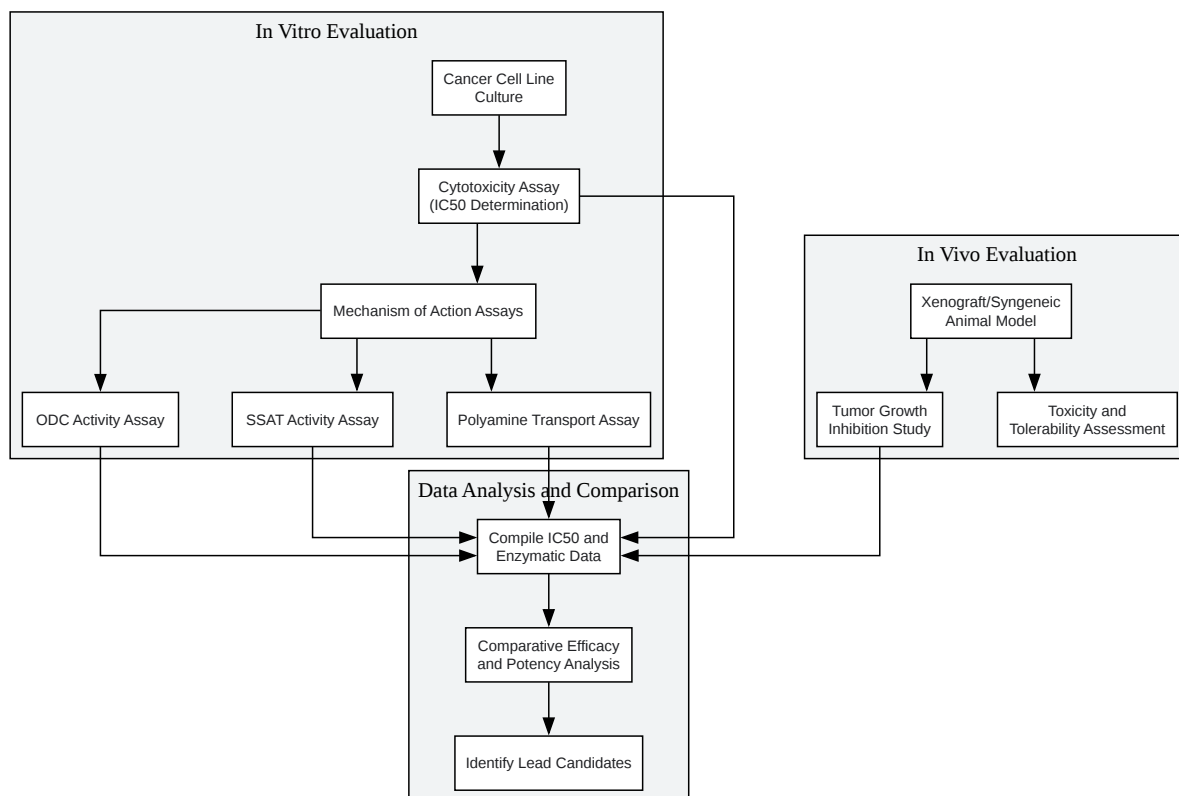 In Vitro Evaluation
Cancer Cell Line
Culture
Cytotoxicity Assay
(IC50 Determination)
Mechanism of Action Assays
ODC Activity Assay
SSAT Activity Assay
Polyamine Transport Assay
In Vivo Evaluation
Xenograft/Syngeneic
Animal Model
Tumor Growth
Inhibition Study
Toxicity and
Tolerability Assessment
Data Analysis and Comparison
Compile IC50 and
Enzymatic Data
Comparative Efficacy
and Potency Analysis
Identify Lead Candidates